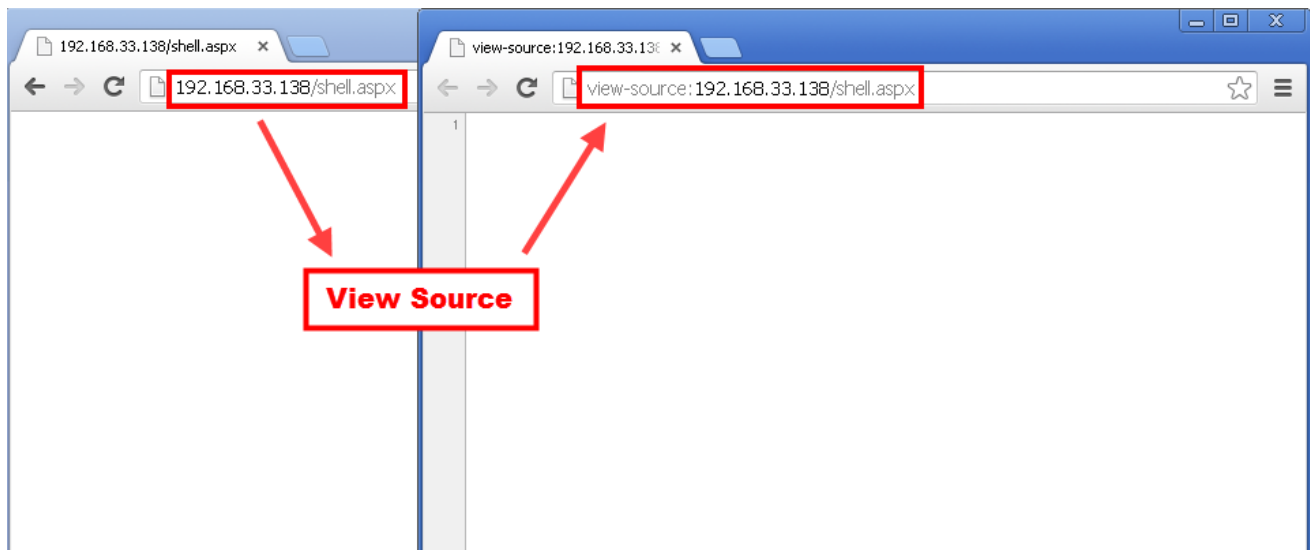 192.168.33.138/shell.aspx
view-source:192.168.33.138
192.168.33.138/shell.aspx
view-source:192.168.33.138/shell.aspx
1
View Source